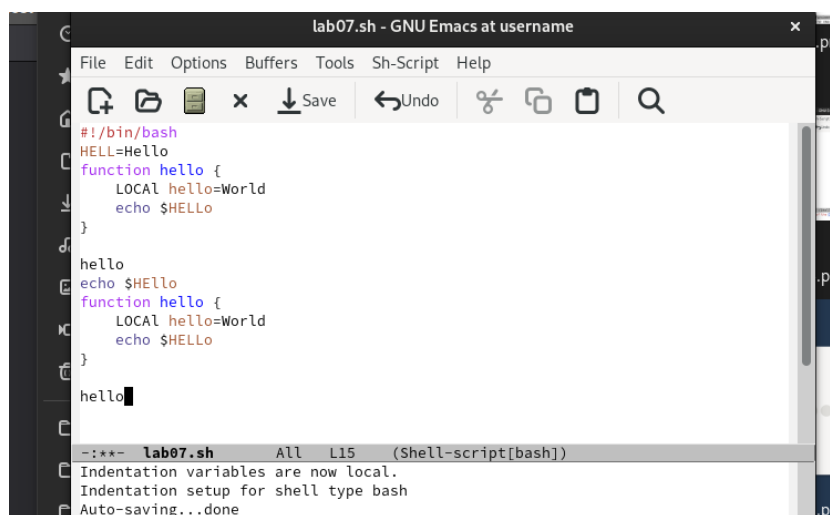 lab07.sh - GNU Emacs at username
File Edit Options Buffers Tools Sh-Script Help
Save Undo
#!/bin/bash
HELL=Hello
function hello {
    LOCAl hello=World
    echo $HELLo
}
hello
echo $HEllo
function hello {
    LOCAl hello=World
    echo $HELLo
}
hello
-:**- lab07.sh All L15 (Shell-script[bash])
Indentation variables are now local.
Indentation setup for shell type bash
Auto-saving...done